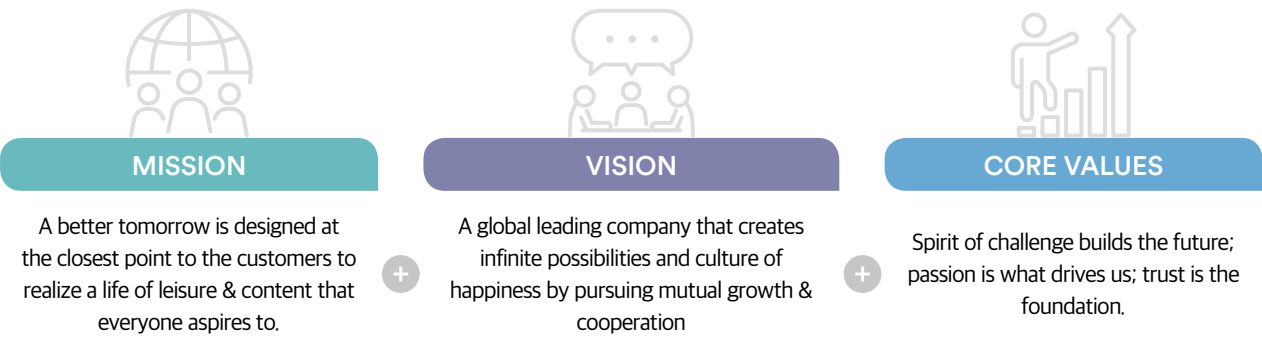 MISSION
A better tomorrow is designed at
the closest point to the customers to
realize a life of leisure & content that
everyone aspires to.
+
VISION
A global leading company that creates
infinite possibilities and culture of
happiness by pursuing mutual growth &
cooperation
+
CORE VALUES
Spirit of challenge builds the future;
passion is what drives us; trust is the
foundation.